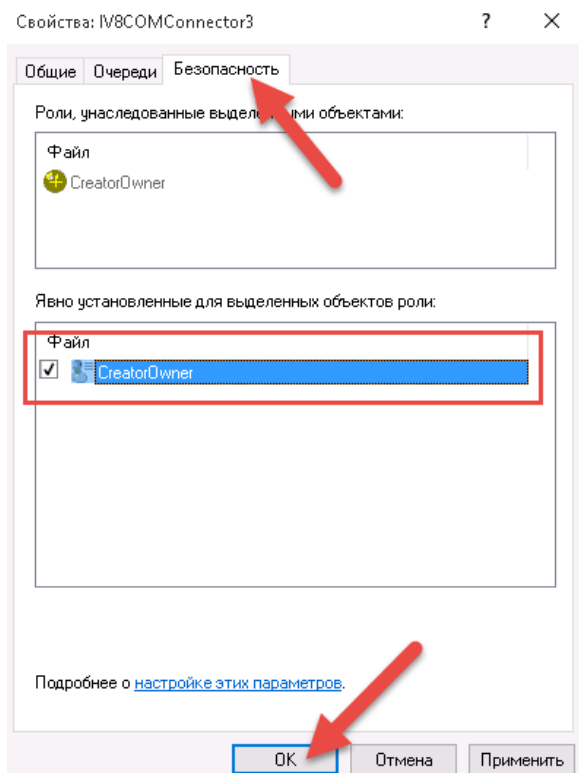 Свойства: IV8COMConnector3 ?
Общие Очереди Безопасность
Роли, унаследованные выделенными объектами:
Файл
CreatorOwner
Явно установленные для выделенных объектов роли:
Файл
CreatorOwner
Подробнее о настройке этих параметров.
OK Отмена Применить